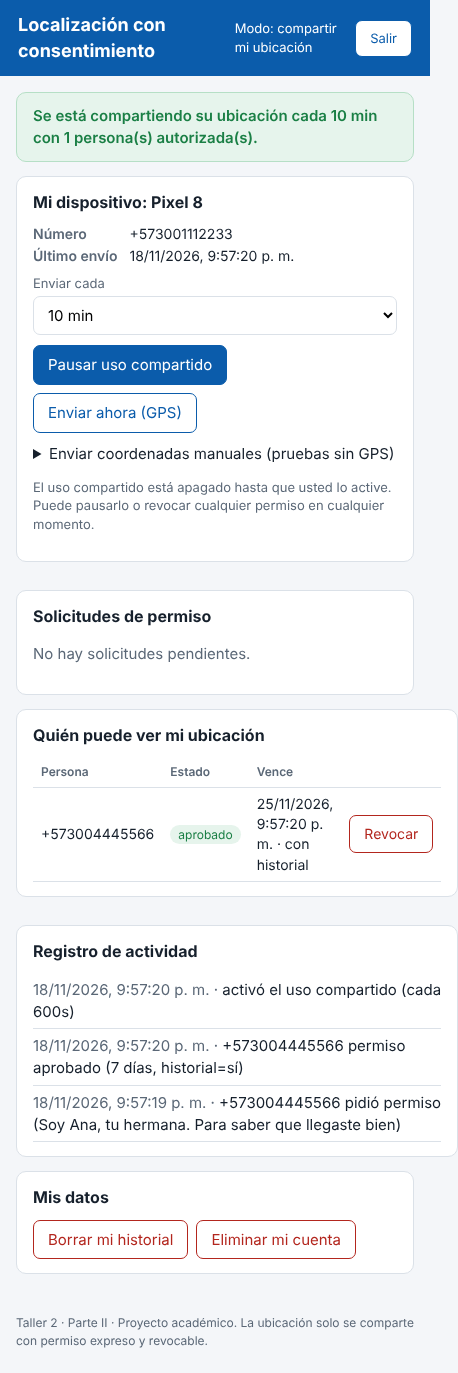 Localización con
consentimiento
Modo: compartir
mi ubicación
Salir
Se está compartiendo su ubicación cada 10 min
con 1 persona(s) autorizada(s).
Mi dispositivo: Pixel 8
Número +573001112233
Último envío 18/11/2026, 9:57:20 p. m.
Enviar cada
10 min
Pausar uso compartido
Enviar ahora (GPS)
Enviar coordenadas manuales (pruebas sin GPS)
El uso compartido está apagado hasta que usted lo active.
Puede pausarlo o revocar cualquier permiso en cualquier
momento.
Solicitudes de permiso
No hay solicitudes pendientes.
Quién puede ver mi ubicación
Persona Estado Vence
+573004445566 aprobado 25/11/2026,
9:57:20 p.
m. · con
historial
Revocar
Registro de actividad
18/11/2026, 9:57:20 p. m. · activó el uso compartido (cada
600s)
18/11/2026, 9:57:20 p. m. · +573004445566 permiso
aprobado (7 días, historial=sí)
18/11/2026, 9:57:19 p. m. · +573004445566 pidió permiso
(Soy Ana, tu hermana. Para saber que llegaste bien)
Mis datos
Borrar mi historial Eliminar mi cuenta
Taller 2 · Parte II · Proyecto académico. La ubicación solo se comparte
con permiso expreso y revocable.